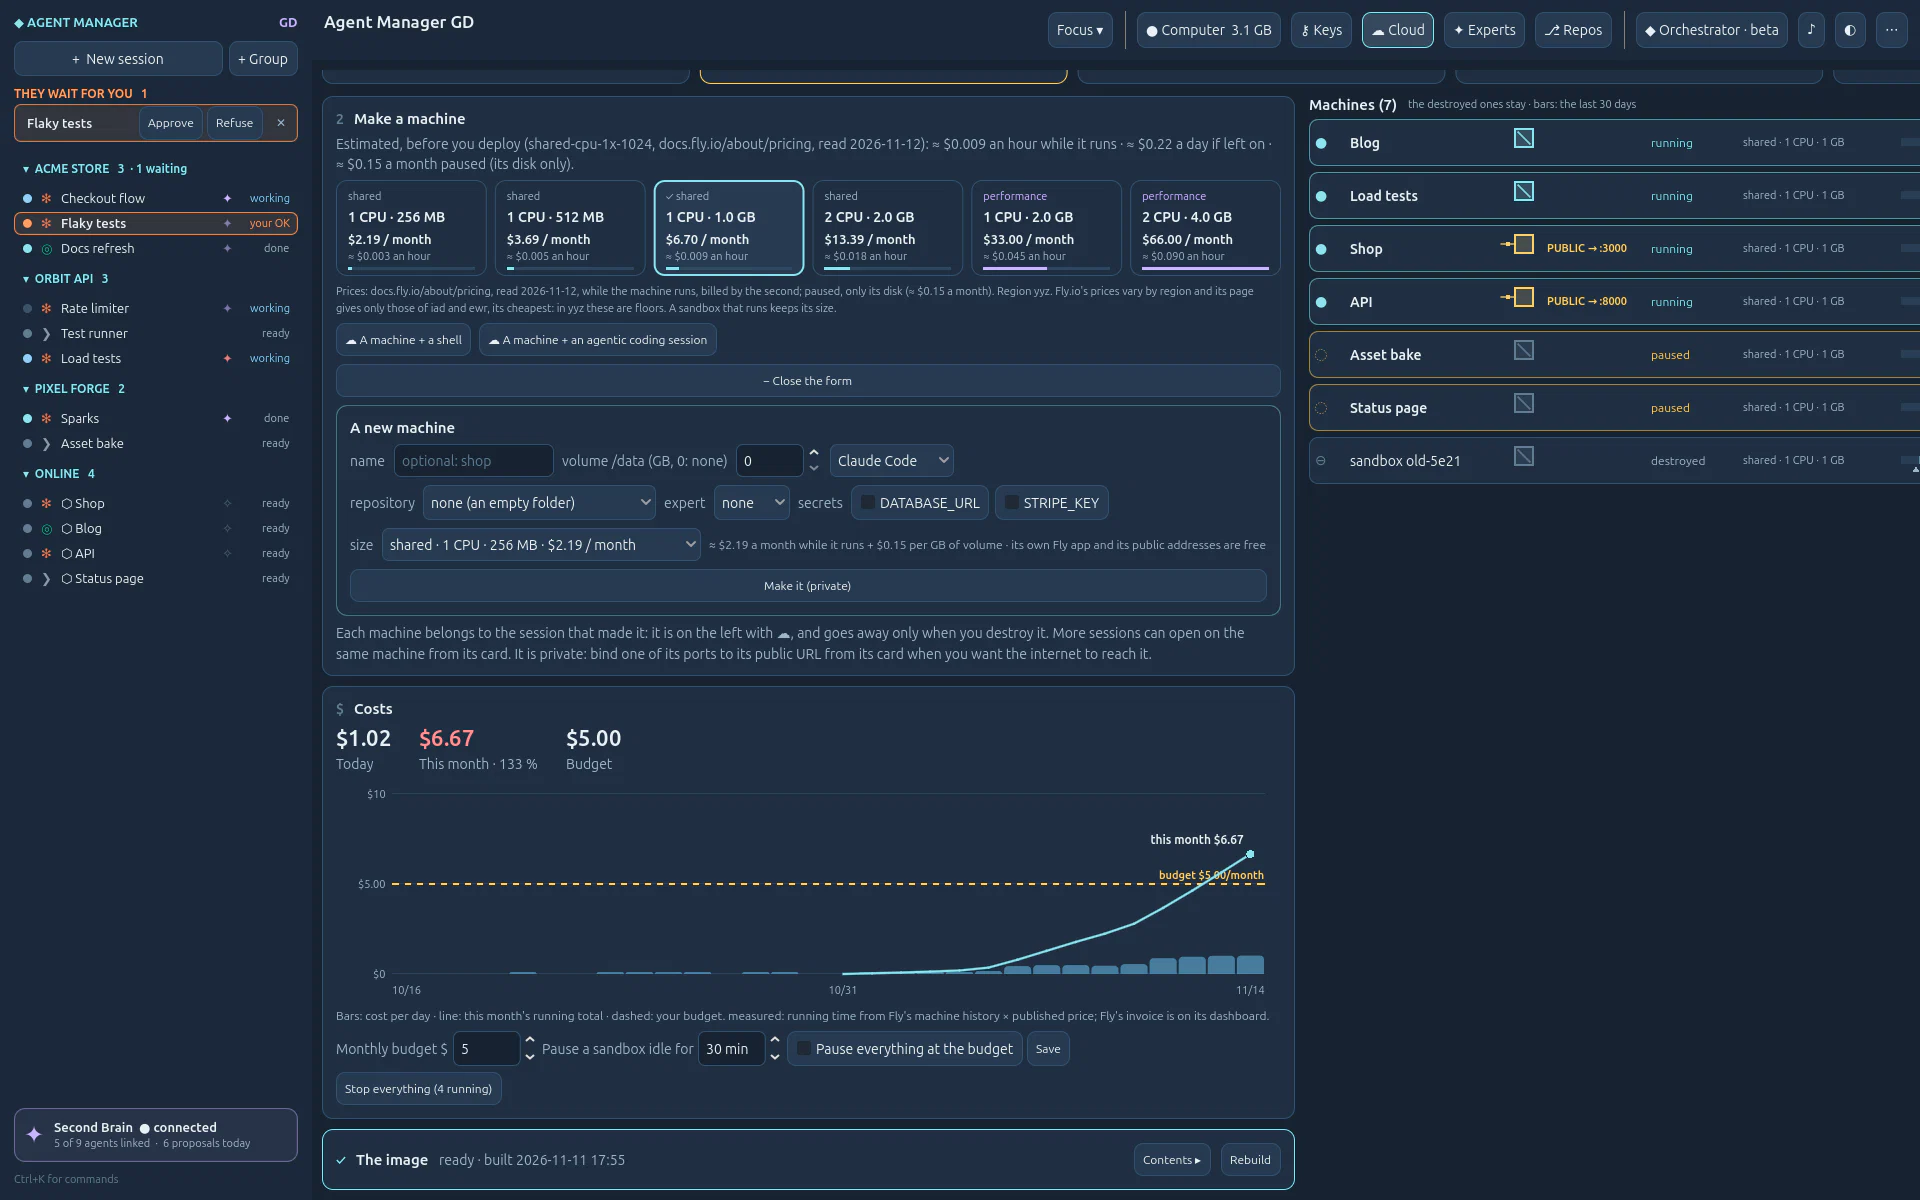 ◆ AGENT MANAGER GD
+ New session
+ Group
THEY WAIT FOR YOU 1
Flaky tests Approve Refuse ×
▾ ACME STORE 3 · 1 waiting
Checkout flow working
Flaky tests your OK
Docs refresh done
▾ ORBIT API 3
Rate limiter working
Test runner ready
Load tests working
▾ PIXEL FORGE 2
Sparks done
Asset bake ready
▾ ONLINE 4
Shop ready
Blog ready
API ready
Status page ready
Second Brain ● connected
5 of 9 agents linked · 6 proposals today
Ctrl+K for commands
Agent Manager GD
Focus ▾
● Computer 3.1 GB
Keys
☁ Cloud
✦ Experts
Repos
◆ Orchestrator · beta
♪
◐
⋯
2 Make a machine
Estimated, before you deploy (shared-cpu-1x-1024, docs.fly.io/about/pricing, read 2026-11-12): ≈ $0.009 an hour while it runs · ≈ $0.22 a day if left on ·
≈ $0.15 a month paused (its disk only).
shared
1 CPU · 256 MB
$2.19 / month
≈ $0.003 an hour
shared
1 CPU · 512 MB
$3.69 / month
≈ $0.005 an hour
✓ shared
1 CPU · 1.0 GB
$6.70 / month
≈ $0.009 an hour
shared
2 CPU · 2.0 GB
$13.39 / month
≈ $0.018 an hour
performance
1 CPU · 2.0 GB
$33.00 / month
≈ $0.045 an hour
performance
2 CPU · 4.0 GB
$66.00 / month
≈ $0.090 an hour
Prices: docs.fly.io/about/pricing, read 2026-11-12, while the machine runs, billed by the second; paused, only its disk (≈ $0.15 a month). Region yyz. Fly.io's prices vary by region and its page
gives only those of iad and ewr, its cheapest: in yyz these are floors. A sandbox that runs keeps its size.
☁ A machine + a shell
☁ A machine + an agentic coding session
− Close the form
A new machine
name optional: shop volume /data (GB, 0: none) 0 Claude Code
repository none (an empty folder) expert none secrets DATABASE_URL STRIPE_KEY
size shared · 1 CPU · 256 MB · $2.19 / month ≈ $2.19 a month while it runs + $0.15 per GB of volume · its own Fly app and its public addresses are free
Make it (private)
Each machine belongs to the session that made it: it is on the left with ☁, and goes away only when you destroy it. More sessions can open on the
same machine from its card. It is private: bind one of its ports to its public URL from its card when you want the internet to reach it.
$ Costs
$1.02 $6.67 $5.00
Today This month · 133 % Budget
$10
this month $6.67
budget $5.00/month
$5.00
$0
10/16 10/31 11/14
Bars: cost per day · line: this month's running total · dashed: your budget. measured: running time from Fly's machine history × published price; Fly's invoice is on its dashboard.
Monthly budget $ 5 Pause a sandbox idle for 30 min Pause everything at the budget Save
Stop everything (4 running)
✓ The image ready · built 2026-11-11 17:55 Contents ▸ Rebuild
Machines (7) the destroyed ones stay · bars: the last 30 days
Blog running shared · 1 CPU · 1 GB
Load tests running shared · 1 CPU · 1 GB
Shop PUBLIC → :3000 running shared · 1 CPU · 1 GB
API PUBLIC → :8000 running shared · 1 CPU · 1 GB
Asset bake paused shared · 1 CPU · 1 GB
Status page paused shared · 1 CPU · 1 GB
sandbox old-5e21 destroyed shared · 1 CPU · 1 GB